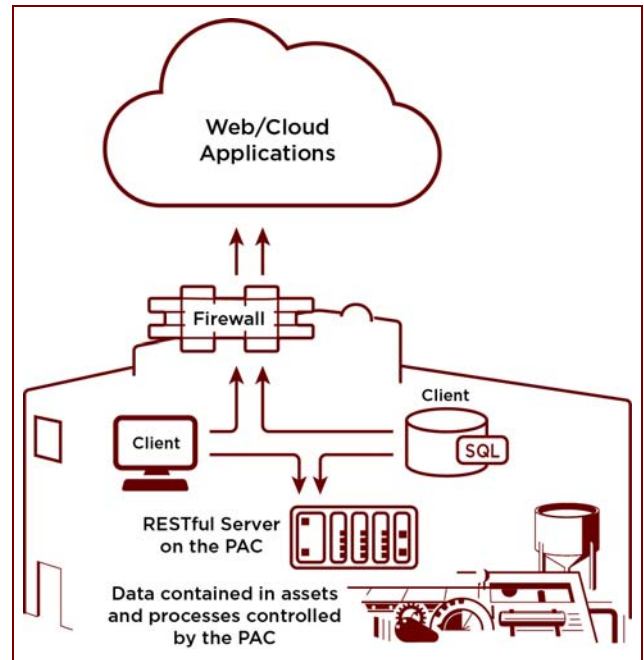 Web/Cloud
Applications
Firewall
Client
Client
SQL
RESTful Server
on the PAC
Data contained in assets
and processes controlled
by the PAC